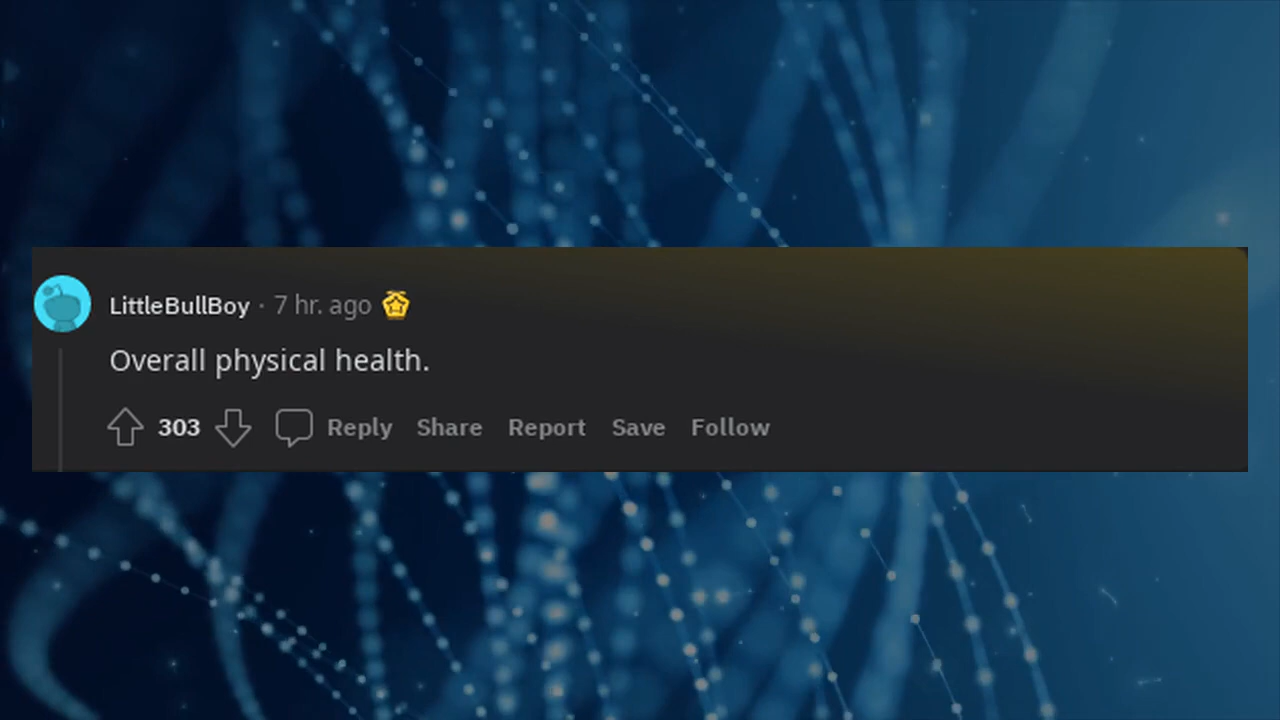 LittleBullBoy · 7 hr. ago
Overall physical health.
303 Reply Share Report Save Follow